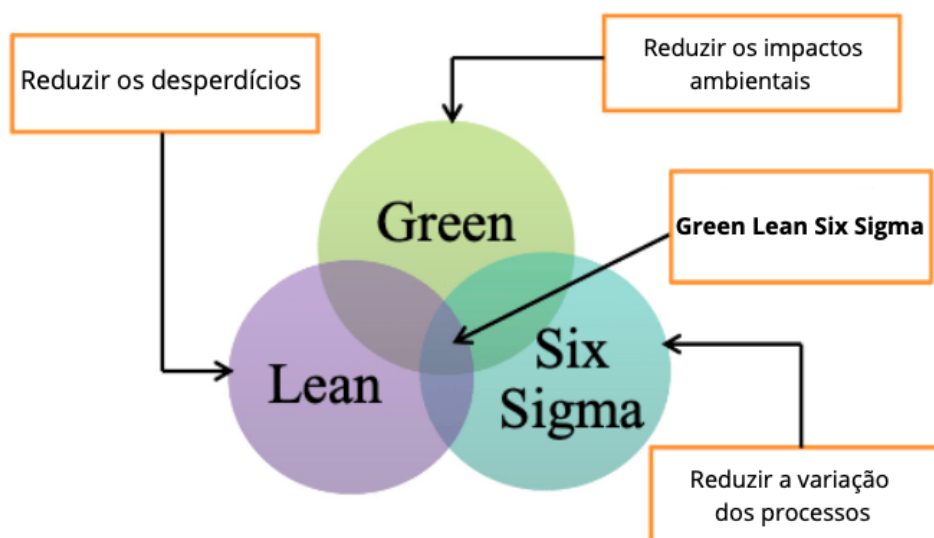 Reduzir os desperdícios
Reduzir os impactos
ambientais
Green
Green Lean Six Sigma
Lean
Six
Sigma
Reduzir a variação
dos processos